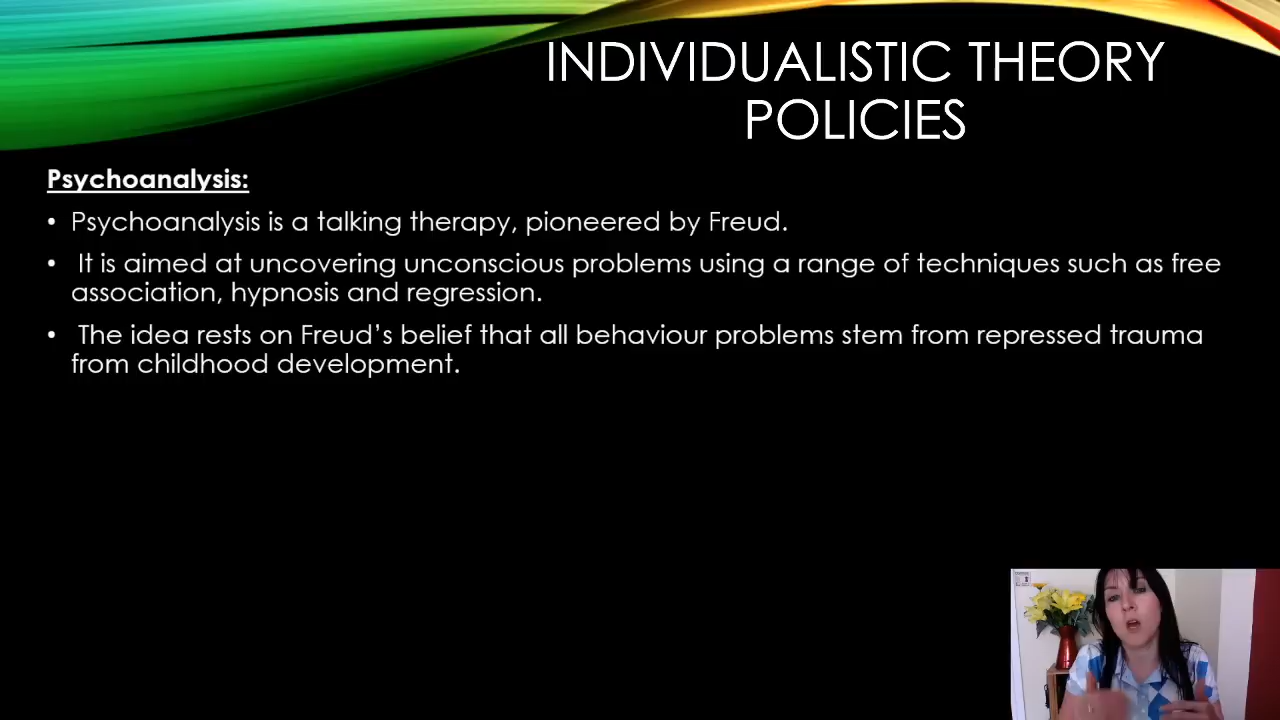 INDIVIDUALISTIC THEORY
POLICIES
Psychoanalysis:
• Psychoanalysis is a talking therapy, pioneered by Freud.
• It is aimed at uncovering unconscious problems using a range of techniques such as free
association, hypnosis and regression.
• The idea rests on Freud’s belief that all behaviour problems stem from repressed trauma
from childhood development.